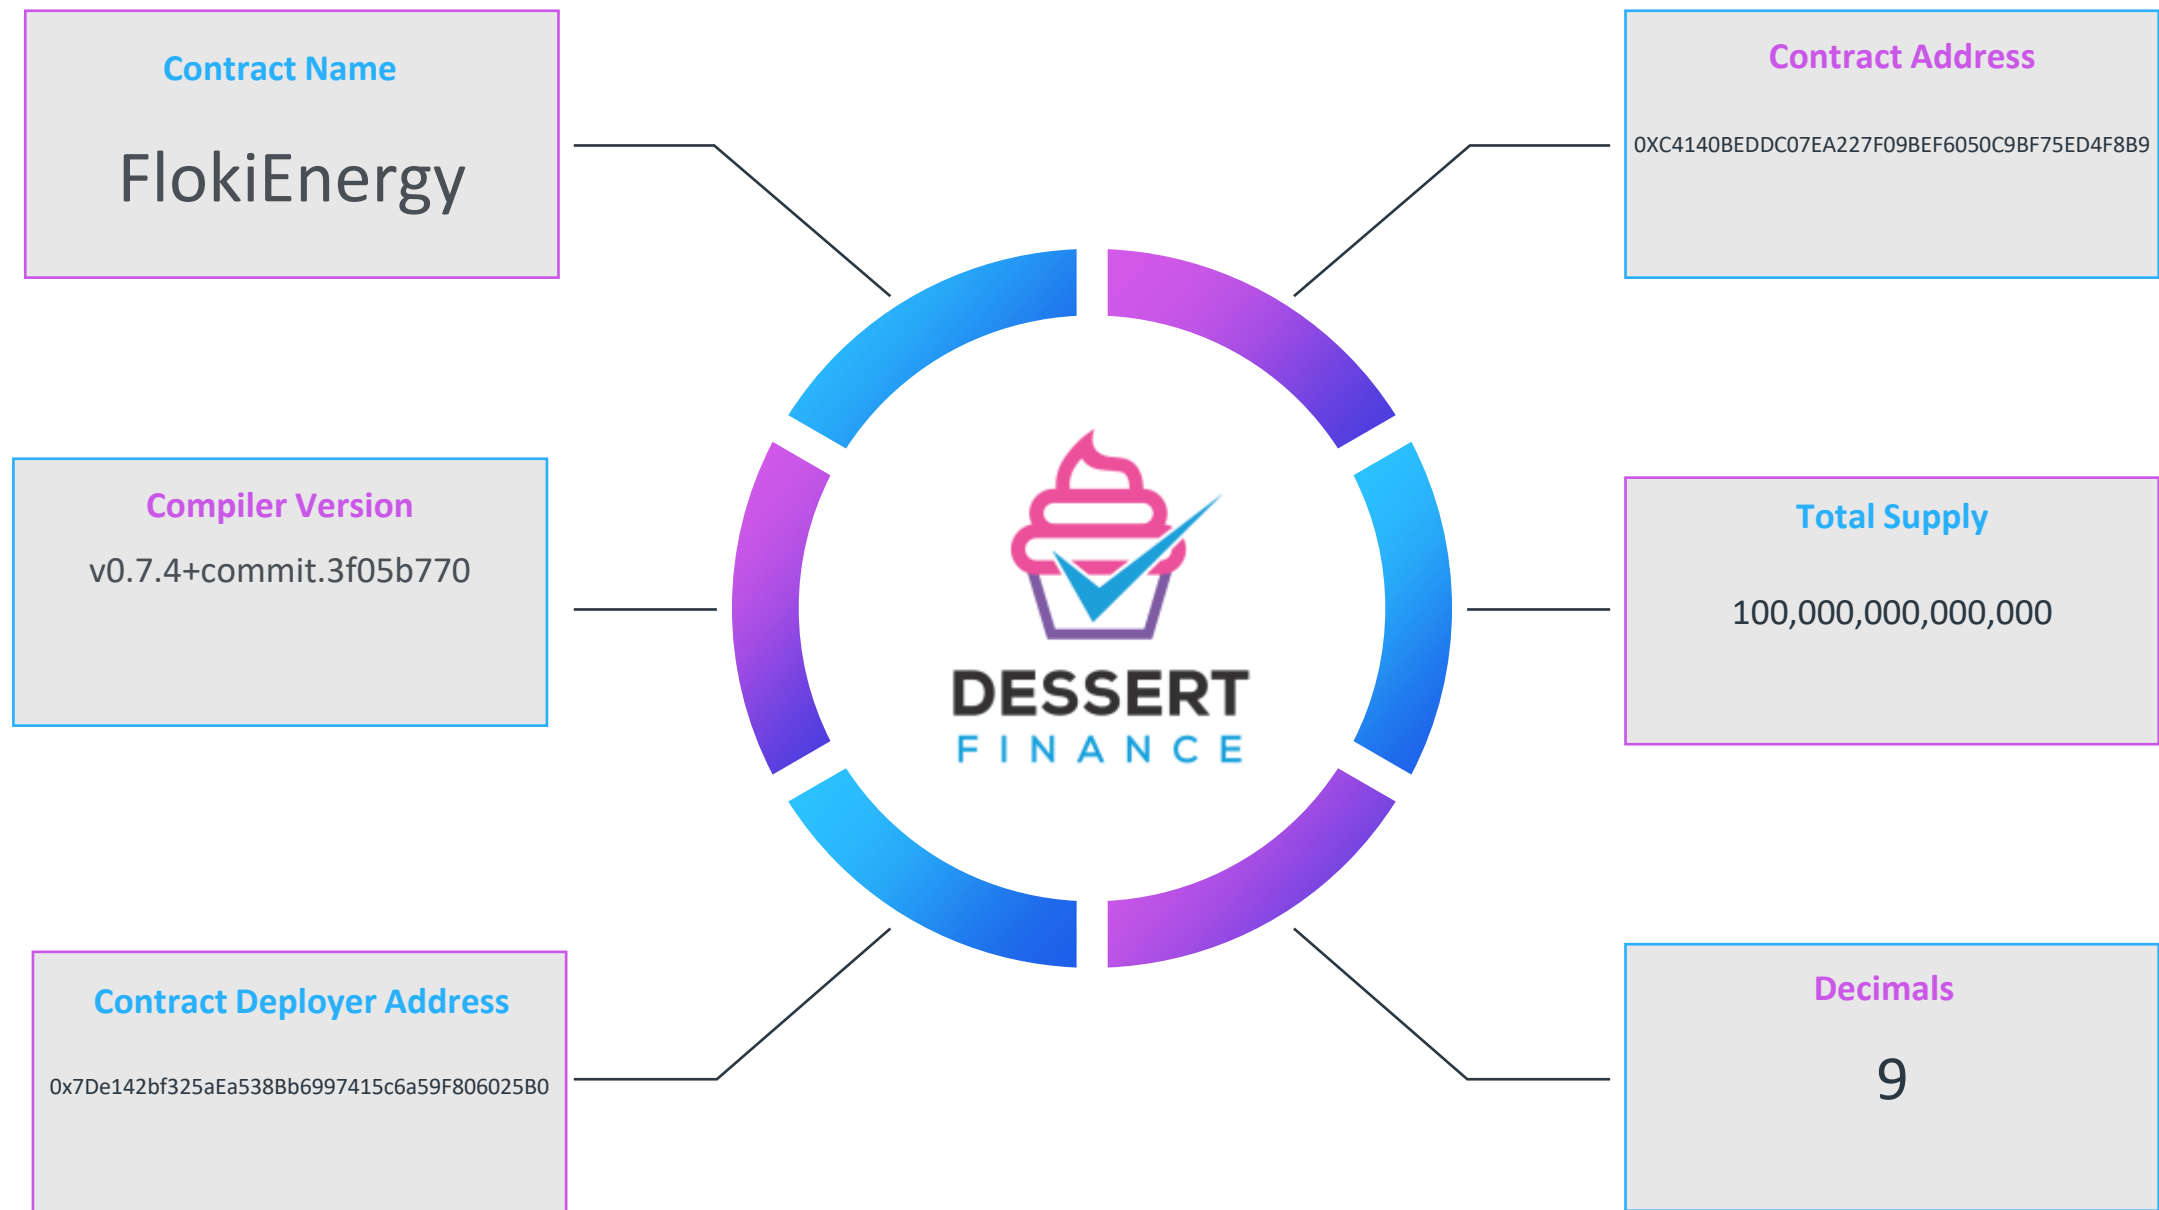 Contract Name
FlokiEnergy
Contract Address
0XC4140BEDDC07EA227F09BEF6050C9BF75ED4F8B9
Compiler Version
v0.7.4+commit.3f05b770
Total Supply
100,000,000,000,000
DESSERT
FINANCE
Contract Deployer Address
0x7De142bf325aEa538Bb6997415c6a59F806025B0
Decimals
9